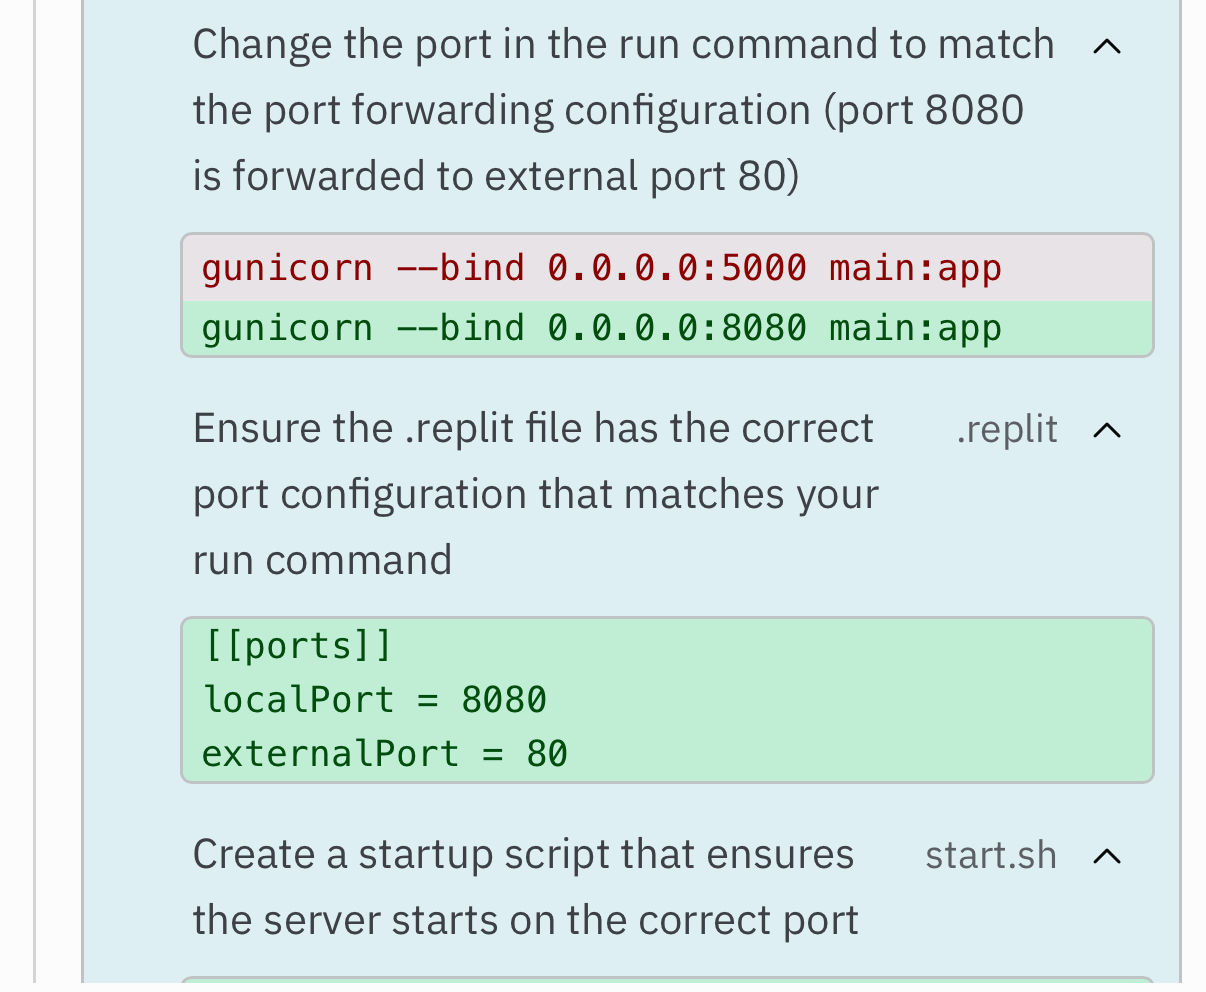 Change the port in the run command to match
the port forwarding configuration (port 8080
is forwarded to external port 80)
gunicorn --bind 0.0.0.0:5000 main:app
gunicorn --bind 0.0.0.0:8080 main:app
Ensure the .replit file has the correct .replit
port configuration that matches your
run command
[[ports]]
localPort = 8080
externalPort = 80
Create a startup script that ensures start.sh
the server starts on the correct port